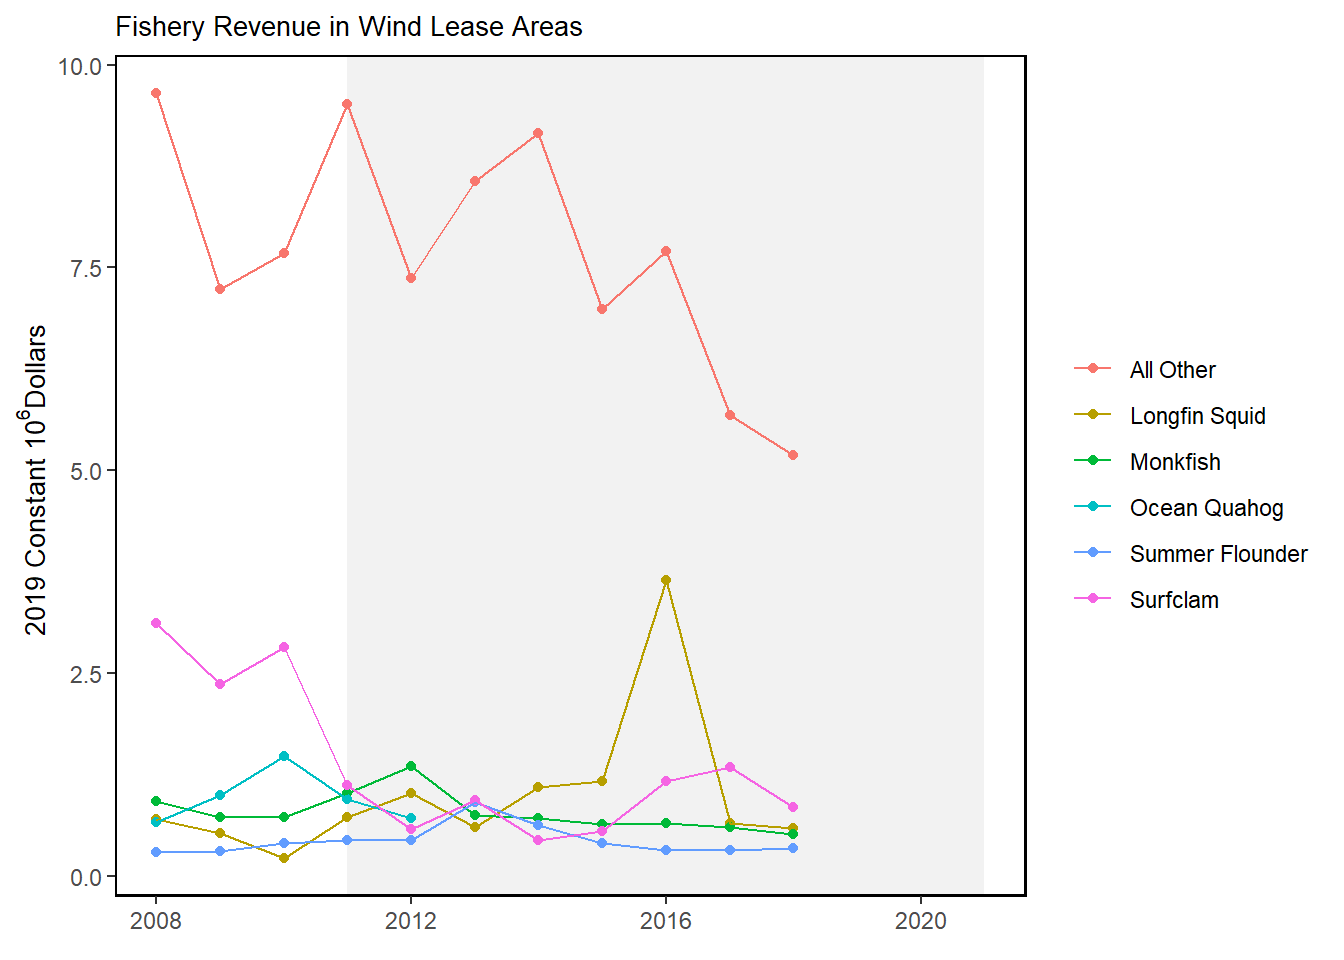 Fishery Revenue in Wind Lease Areas
10.0
7.5
5.0
2.5
0.0
2019 Constant 10⁶Dollars
2008
2012
2016
2020
All Other
Longfin Squid
Monkfish
Ocean Quahog
Summer Flounder
Surfclam